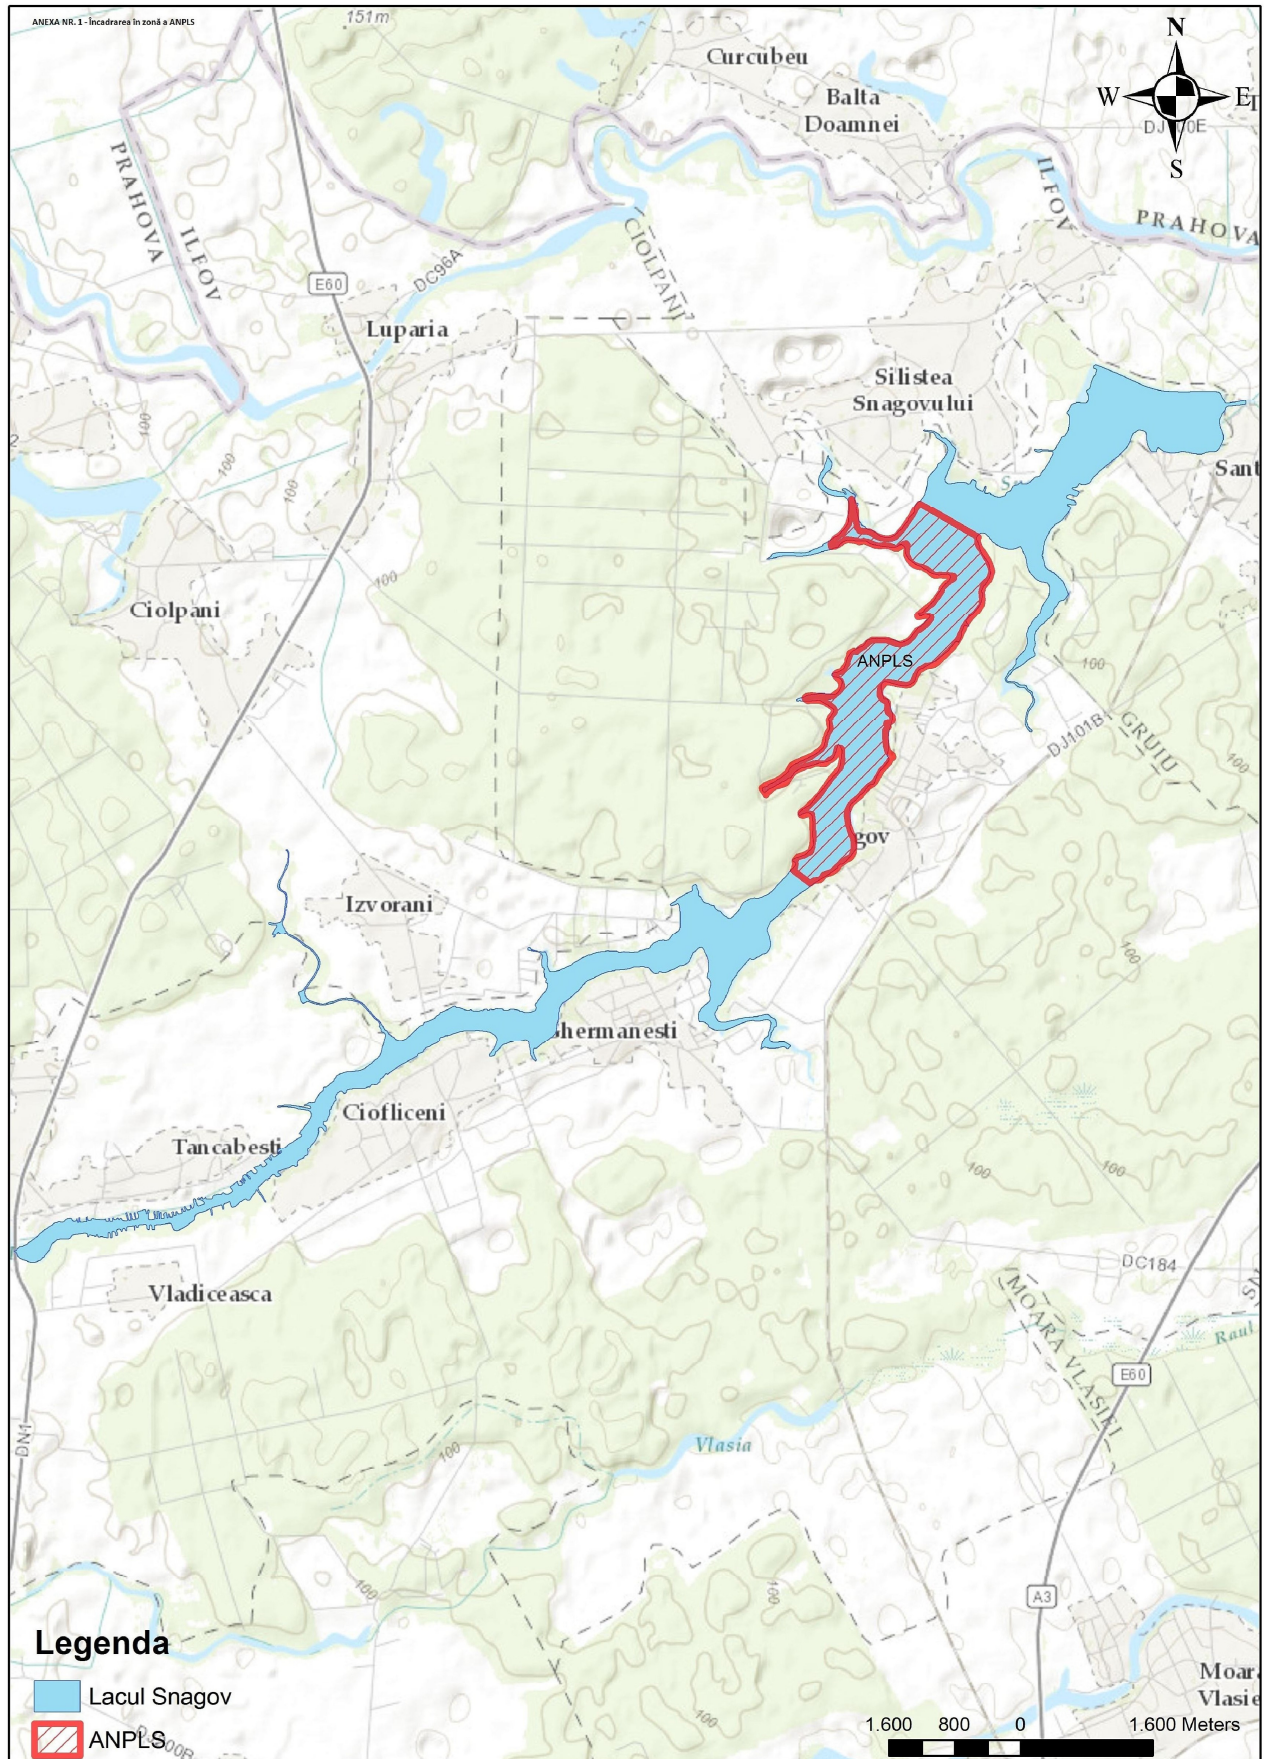 ANEXA NR. 1 - Încadrarea în zonă a ANPLS
151m
Curcubeu
N
W
E
S
Balta
Doamnei
PRAHOVA
ILFOV
ILFOV
PRAHOVA
CIOLPANI
DC96A
E60
Luparia
Silistea
Snagovului
100
100
100
Sant
Ciolpani
100
ANPLS
100
DJ101B
GRUIU
100
gov
Izvorani
100
Ciofliceni
Tancabesti
100
100
DC184
Vladiceasca
MOARA VLASIEI
Raul
E60
DN1
Vlasia
100
100
100
A3
Legenda
Lacul Snagov
ANPLS
100
Moara
Vlasie
1.600 800 0 1.600 Meters